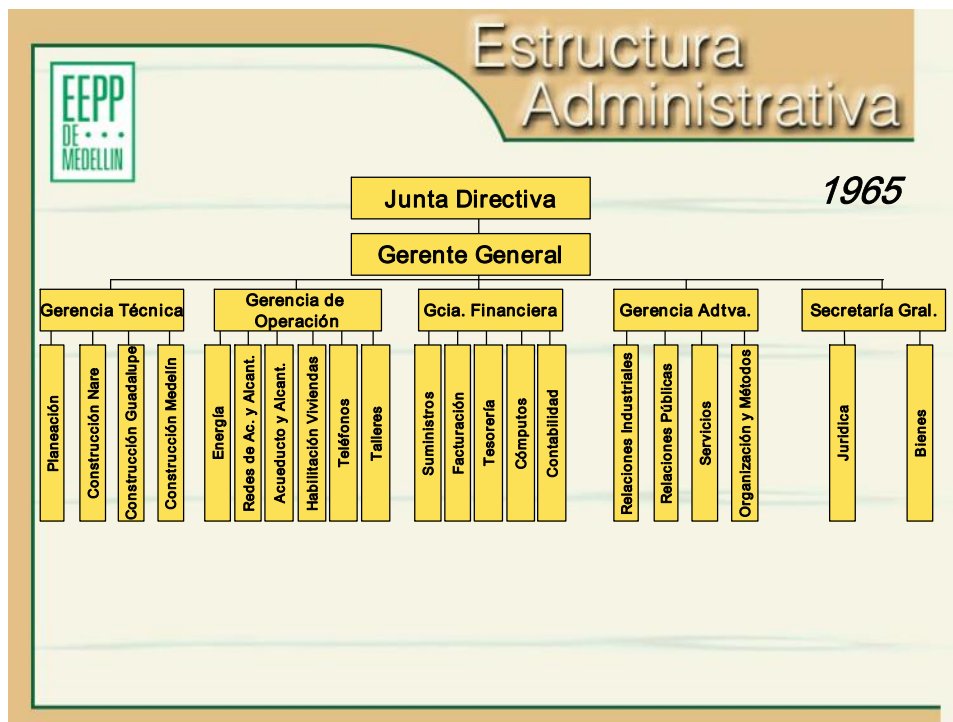 Estructura
Administrativa
EEPP
DE
MEDELLIN
1965
Junta Directiva
Gerente General
Gerencia Técnica
Gerencia de
Operación
Gcia. Financiera
Gerencia Adtva.
Secretaría Gral.
Planeación
Construcción Nare
Construcción Guadalupe
Construcción Medelín
Energía
Redes de Ac. y Alcant.
Acueducto y Alcant.
Habilitación Viviendas
Teléfonos
Talleres
Suministros
Facturación
Tesorería
Cómputos
Contabilidad
Relaciones Industriales
Relaciones Públicas
Servicios
Organización y Métodos
Jurídica
Bienes